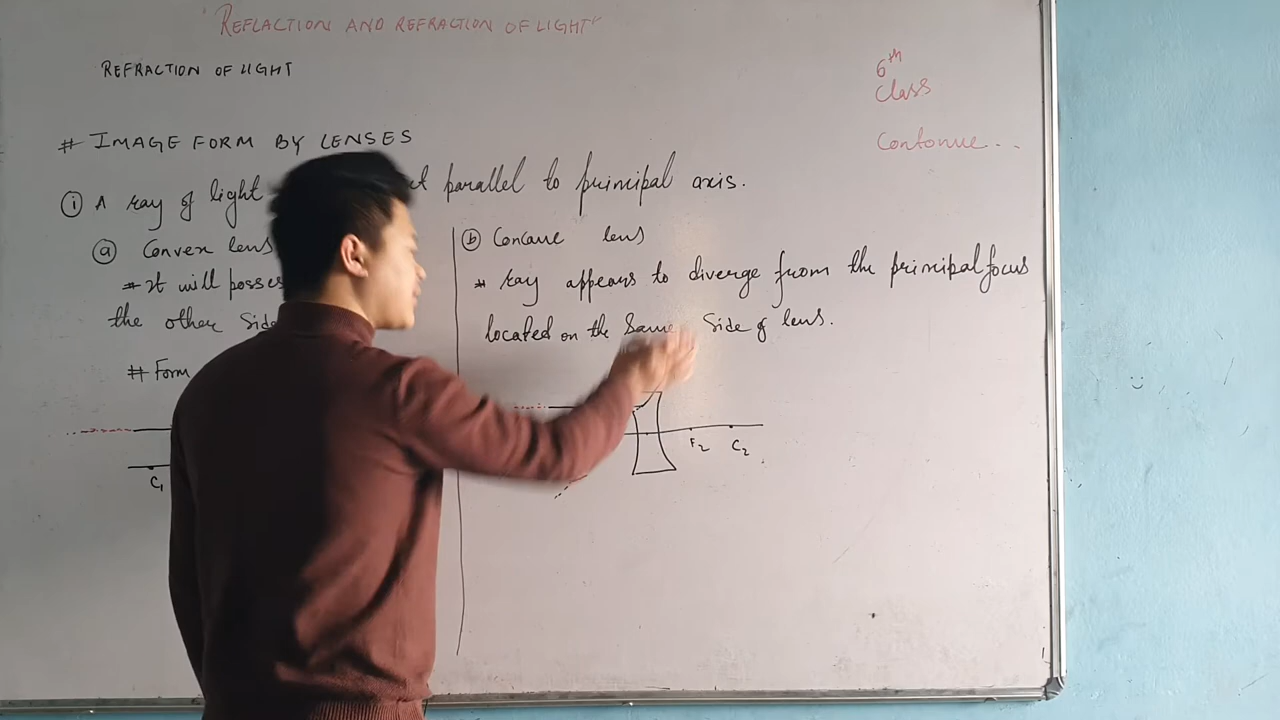 REFLACTION AND REFRACTION OF LIGHT
REFRACTION OF LIGHT
6th
Class
Contonue...
# IMAGE FORM BY LENSES
① A ray of light parallel to principal axis.
ⓐ Convex lens
* It will possess
the other side
# Form
C1
ⓑ Concave lens
* ray appears to diverge from the principal focus
located on the same side of lens.
F2 C2